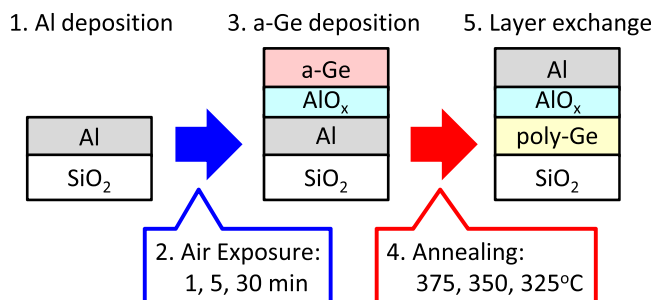 1. Al deposition
3. a-Ge deposition
5. Layer exchange
Al
SiO₂
a-Ge
AlOₓ
Al
SiO₂
Al
AlOₓ
poly-Ge
SiO₂
2. Air Exposure:
1, 5, 30 min
4. Annealing:
375, 350, 325°C